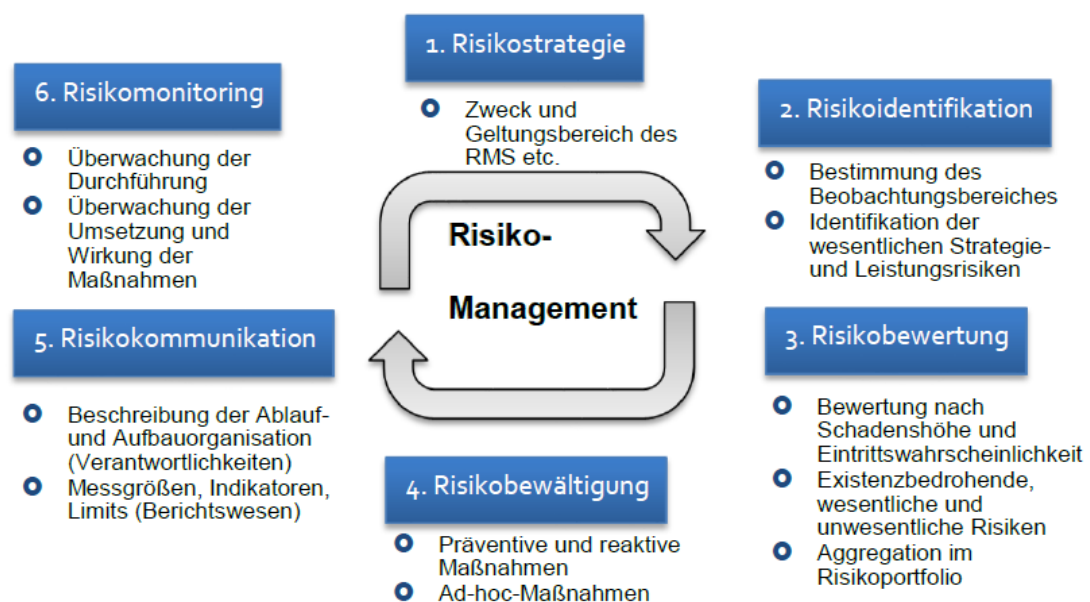 1. Risikostrategie
Zweck und
Geltungsbereich des
RMS etc.
2. Risikoidentifikation
Bestimmung des
Beobachtungsbereiches
Identifikation der
wesentlichen Strategie-
und Leistungsrisiken
3. Risikobewertung
Bewertung nach
Schadenshöhe und
Eintrittswahrscheinlichkeit
Existenzbedrohende,
wesentliche und
unwesentliche Risiken
Aggregation im
Risikoportfolio
4. Risikobewältigung
Präventive und reaktive
Maßnahmen
Ad-hoc-Maßnahmen
5. Risikokommunikation
Beschreibung der Ablauf-
und Aufbauorganisation
(Verantwortlichkeiten)
Messgrößen, Indikatoren,
Limits (Berichtswesen)
6. Risikomonitoring
Überwachung der
Durchführung
Überwachung der
Umsetzung und
Wirkung der
Maßnahmen
Risiko-
Management